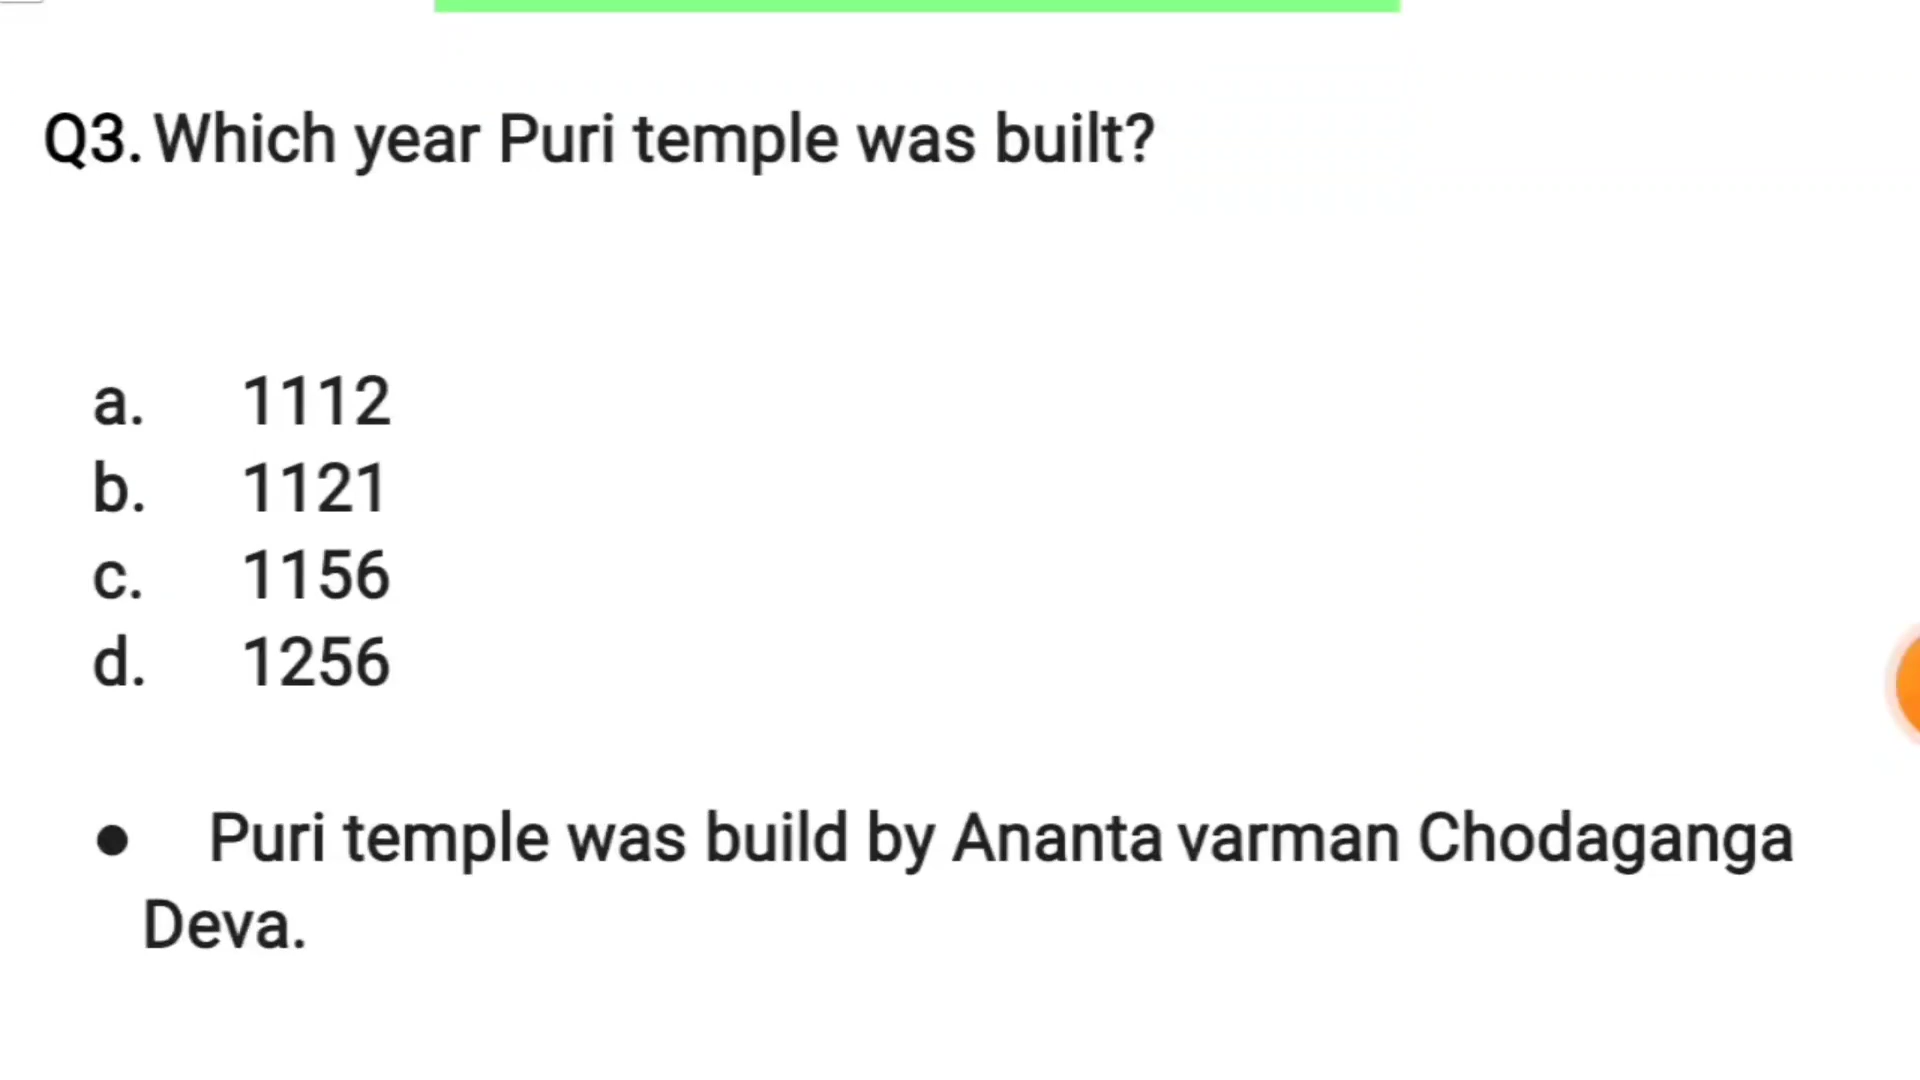 Q3. Which year Puri temple was built?
a. 1112
b. 1121
c. 1156
d. 1256
● Puri temple was build by Ananta varman Chodaganga
Deva.